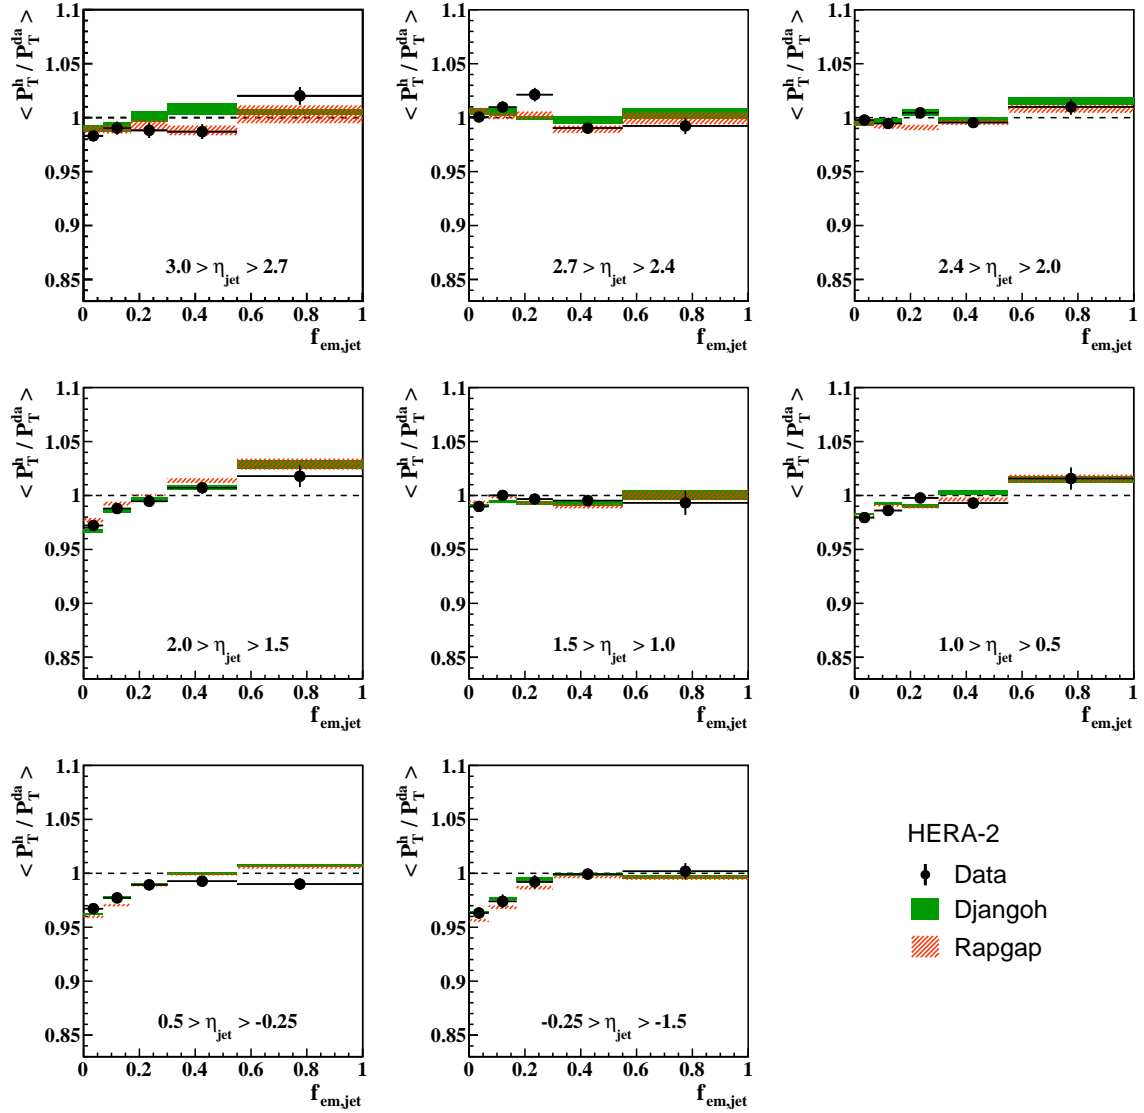 < P_T^h / P_T^da >
1.1
1.05
1
0.95
0.9
0.85
3.0 > η_jet > 2.7
0 0.2 0.4 0.6 0.8 1
f_em,jet
< P_T^h / P_T^da >
1.1
1.05
1
0.95
0.9
0.85
2.7 > η_jet > 2.4
0 0.2 0.4 0.6 0.8 1
f_em,jet
< P_T^h / P_T^da >
1.1
1.05
1
0.95
0.9
0.85
2.4 > η_jet > 2.0
0 0.2 0.4 0.6 0.8 1
f_em,jet
< P_T^h / P_T^da >
1.1
1.05
1
0.95
0.9
0.85
2.0 > η_jet > 1.5
0 0.2 0.4 0.6 0.8 1
f_em,jet
< P_T^h / P_T^da >
1.1
1.05
1
0.95
0.9
0.85
1.5 > η_jet > 1.0
0 0.2 0.4 0.6 0.8 1
f_em,jet
< P_T^h / P_T^da >
1.1
1.05
1
0.95
0.9
0.85
1.0 > η_jet > 0.5
0 0.2 0.4 0.6 0.8 1
f_em,jet
< P_T^h / P_T^da >
1.1
1.05
1
0.95
0.9
0.85
0.5 > η_jet > -0.25
0 0.2 0.4 0.6 0.8 1
f_em,jet
< P_T^h / P_T^da >
1.1
1.05
1
0.95
0.9
0.85
-0.25 > η_jet > -1.5
0 0.2 0.4 0.6 0.8 1
f_em,jet
HERA-2
Data
Djangoh
Rapgap